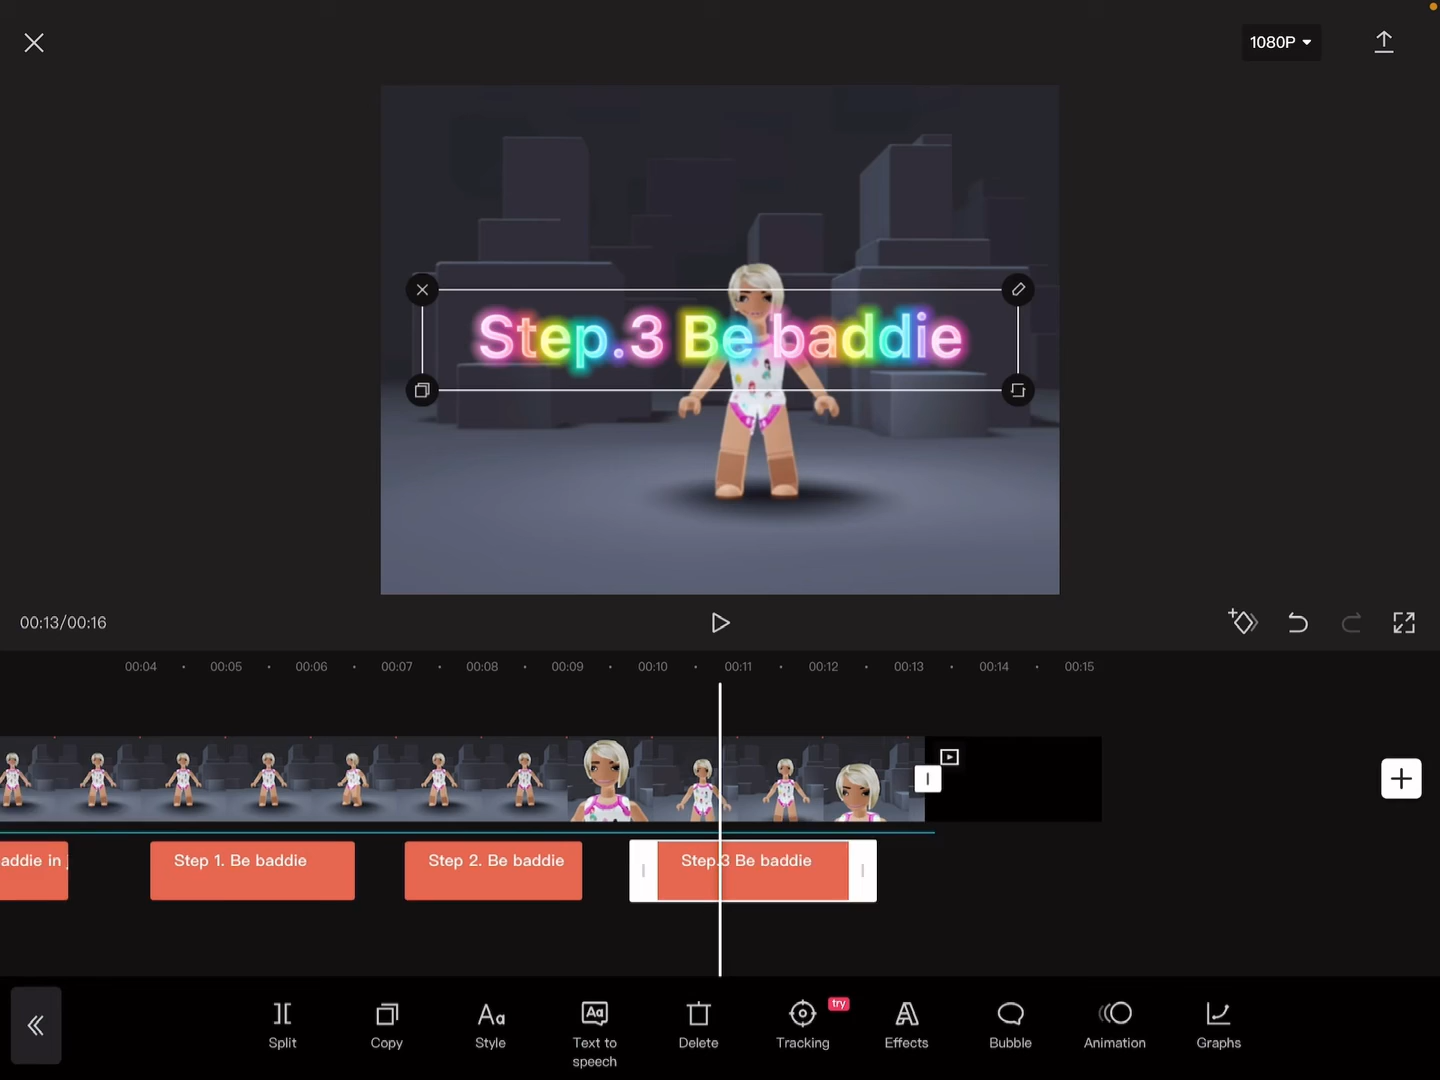 1080P
Step.3 Be baddie
00:13/00:16
00:04 00:05 00:06 00:07 00:08 00:09 00:10 00:11 00:12 00:13 00:14 00:15
addie in
Step 1. Be baddie
Step 2. Be baddie
Step.3 Be baddie
Split
Copy
Style
Text to
speech
Delete
Tracking
try
Effects
Bubble
Animation
Graphs